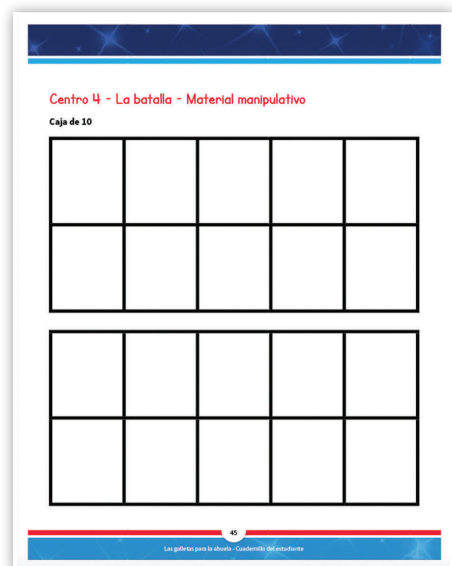 Centro 4 - La batalla - Material manipulativo
Caja de 10
45
Las galletas para la abuela - Cuadernillo del estudiante